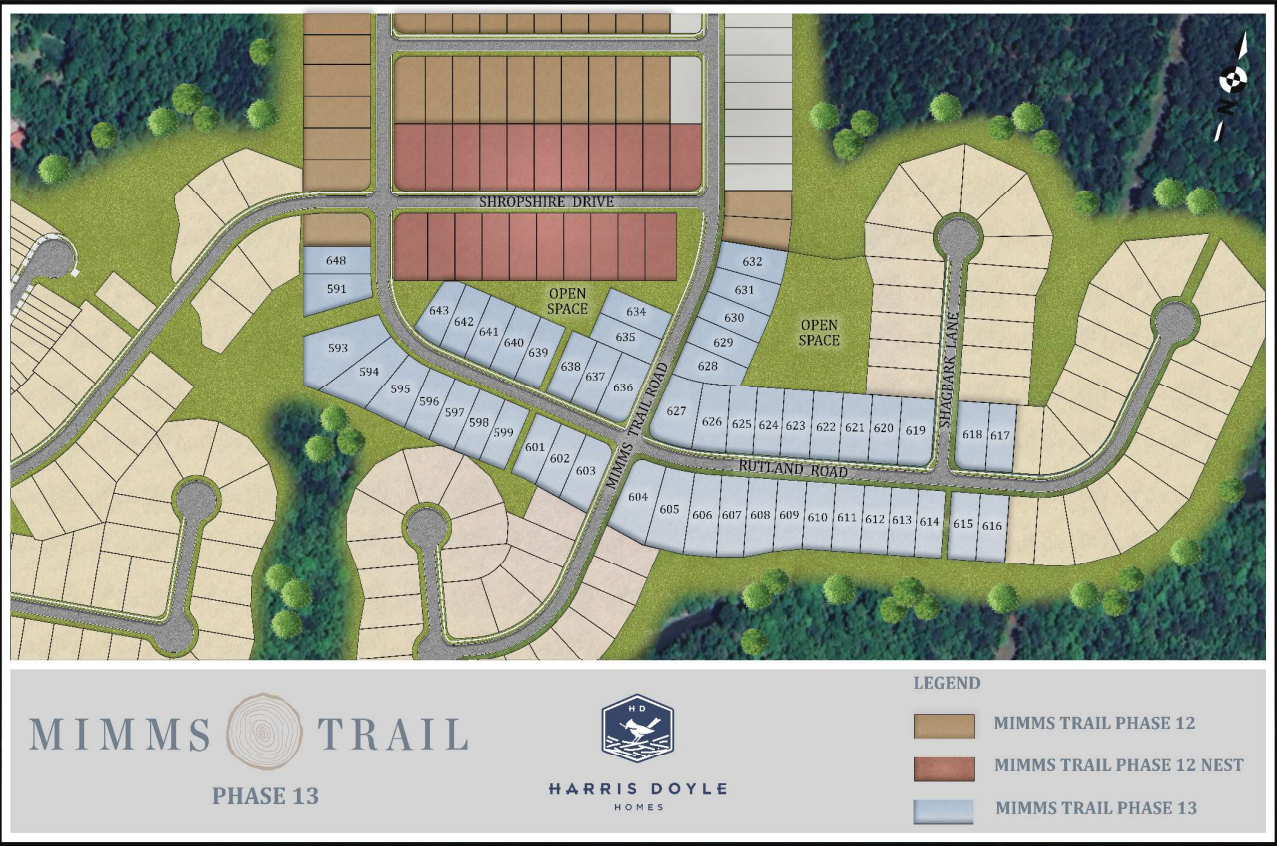 N
SHROPSHIRE DRIVE
648
591
632
631
630
629
628
OPEN
SPACE
OPEN
SPACE
643
642
641
640
639
634
635
638
637
636
593
594
595
596
597
598
599
601
602
603
MIMMS TRAIL ROAD
SHAGBARK LANE
627
626
625
624
623
622
621
620
619
618
617
RUTLAND ROAD
604
605
606
607
608
609
610
611
612
613
614
615
616
MIMMS TRAIL
PHASE 13
H D
HARRIS DOYLE
HOMES
LEGEND
MIMMS TRAIL PHASE 12
MIMMS TRAIL PHASE 12 NEST
MIMMS TRAIL PHASE 13